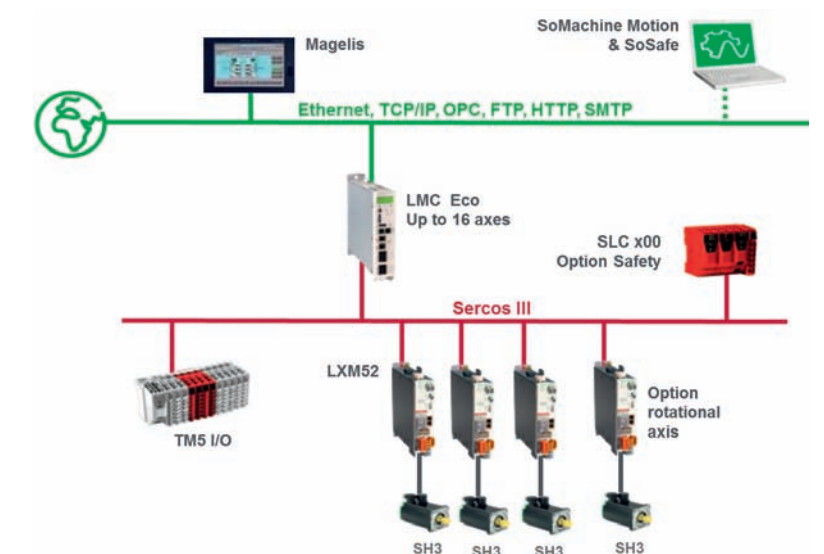 SoMachine Motion
& SoSafe
Magelis
Ethernet, TCP/IP, OPC, FTP, HTTP, SMTP
LMC Eco
Up to 16 axes
SLC x00
Option Safety
Sercos III
LXM52
Option
rotational
axis
TM5 I/O
SH3
SH3
SH3
SH3